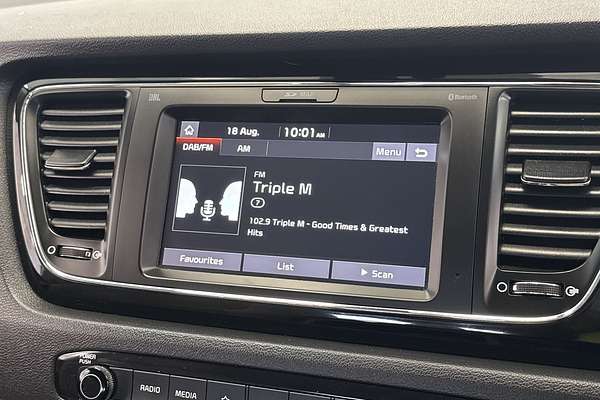 JBL
Bluetooth
18 Aug.
10:01 AM
DAB/FM
AM
Menu
FM
Triple M
7
102.9 Triple M - Good Times & Greatest
Hits
Favourites
List
Scan
POWER
PUSH
RADIO
MEDIA